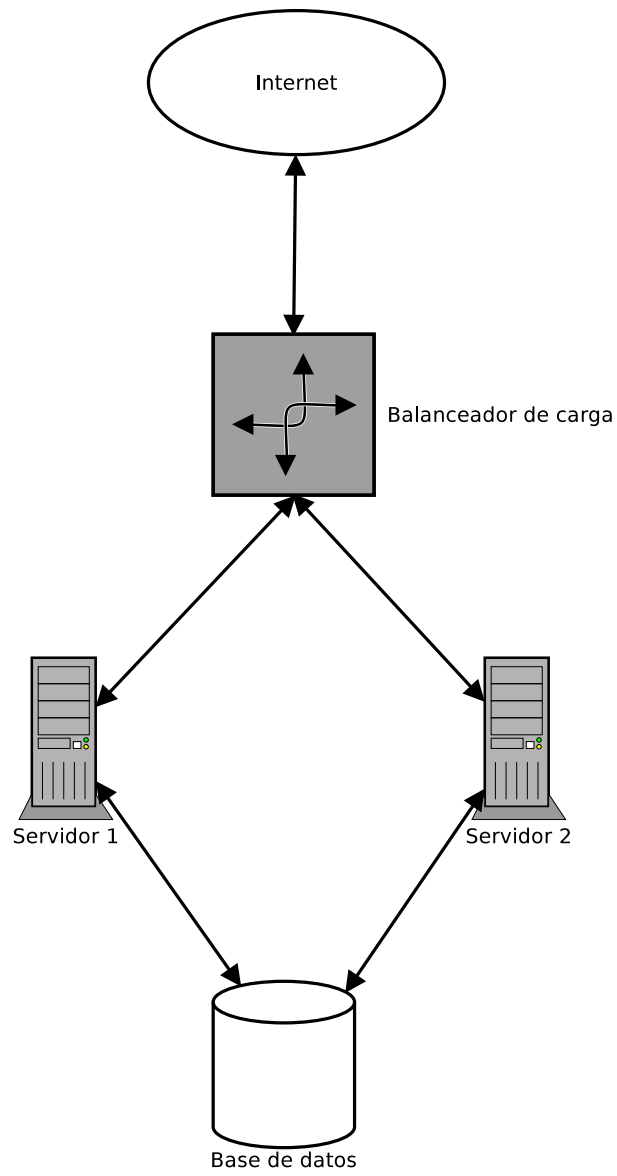 Internet
Balanceador de carga
Servidor 1
Servidor 2
Base de datos